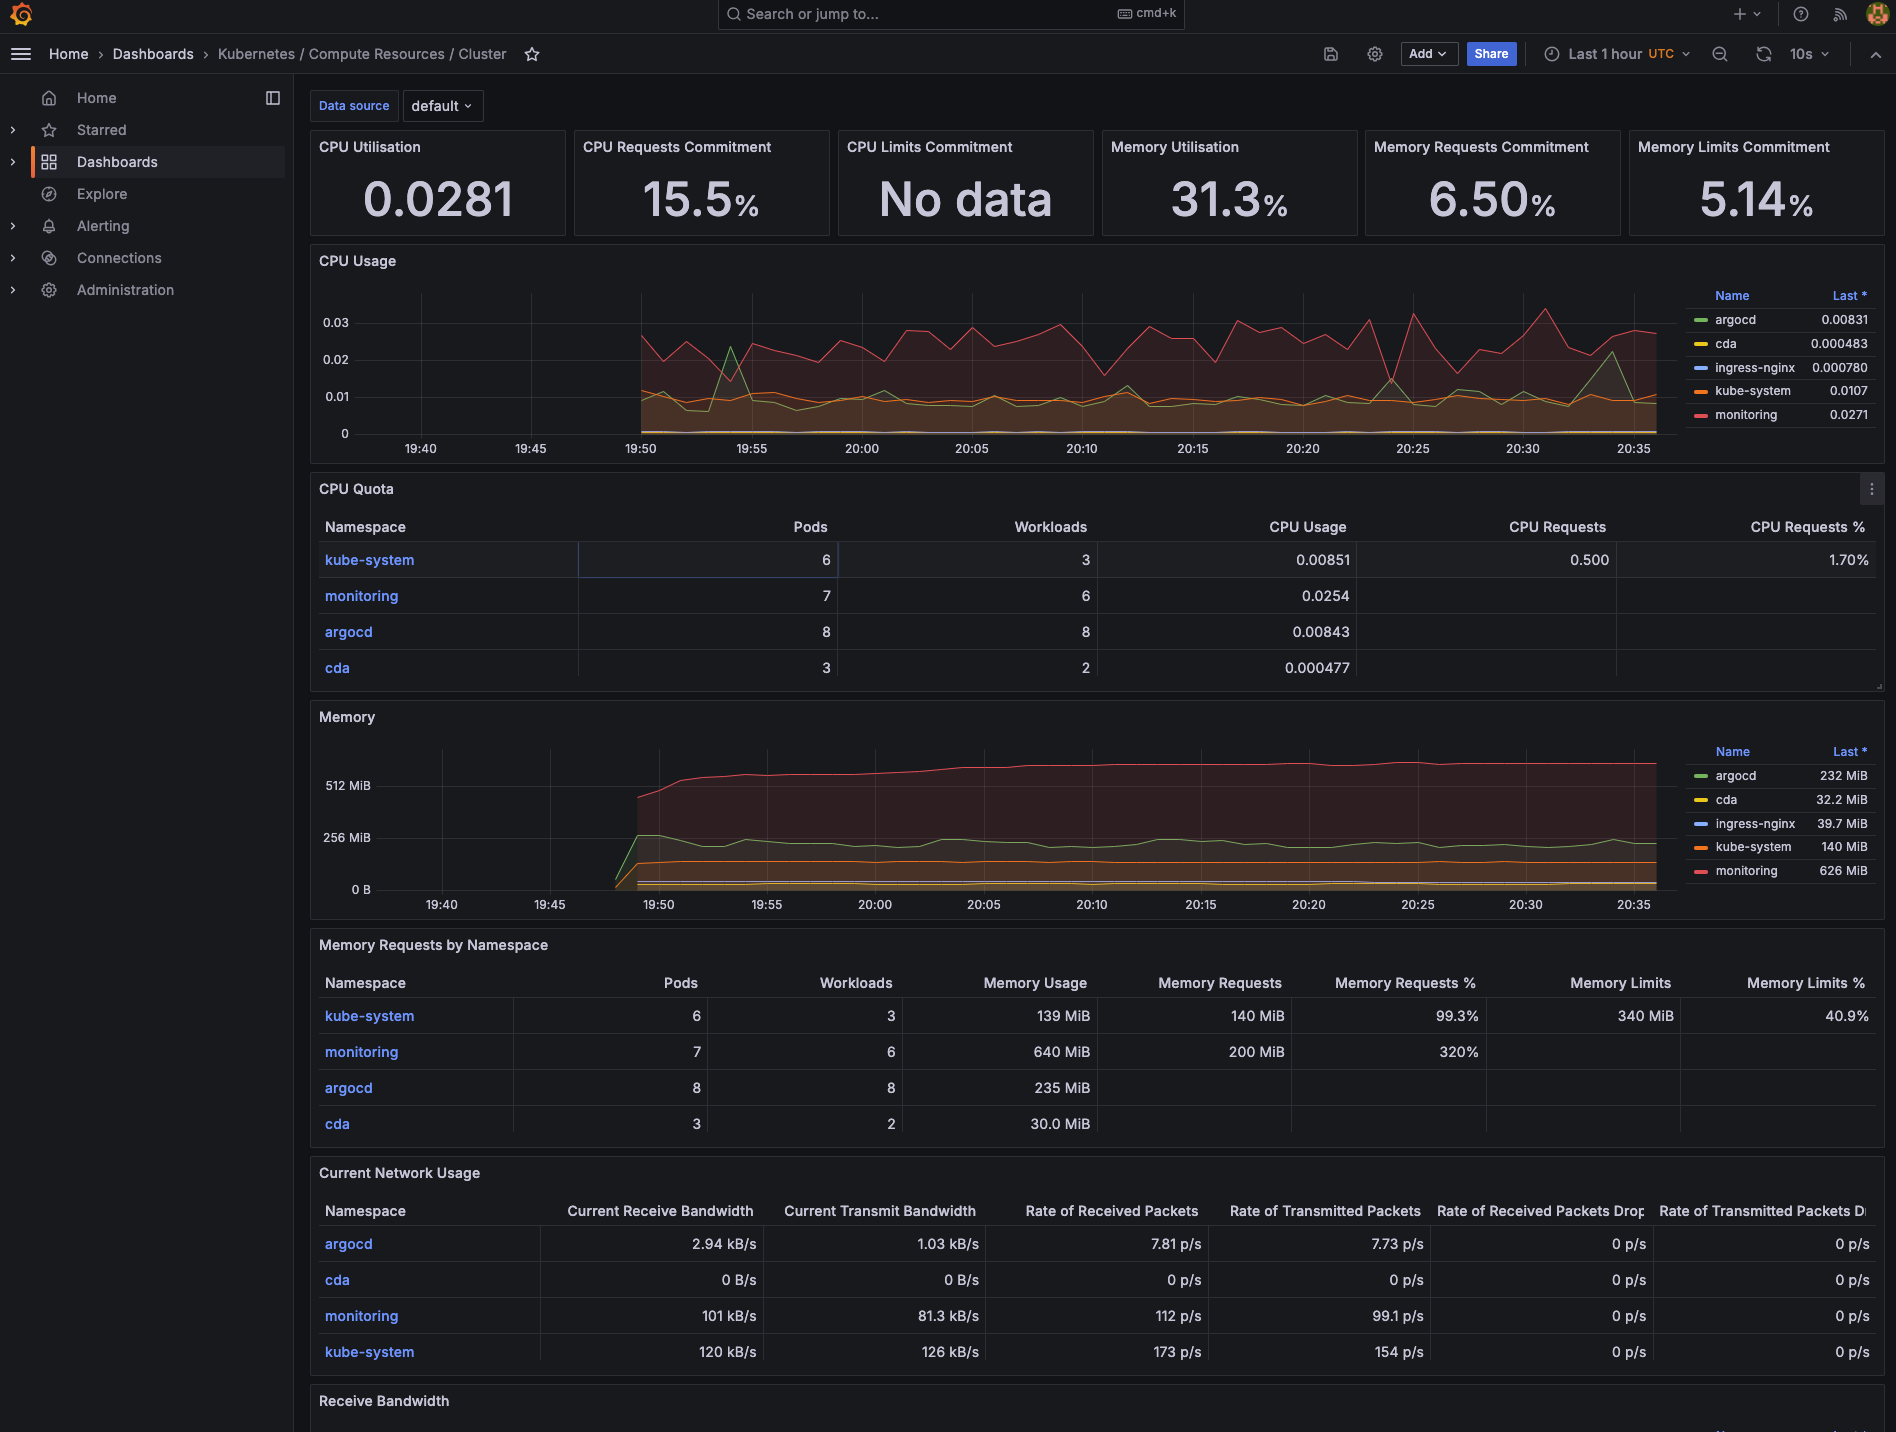 Search or jump to... cmd+k
Home › Dashboards › Kubernetes / Compute Resources / Cluster Add Share Last 1 hour UTC 10s
Home
Starred
Dashboards
Explore
Alerting
Connections
Administration
Data source default
CPU Utilisation CPU Requests Commitment CPU Limits Commitment Memory Utilisation Memory Requests Commitment Memory Limits Commitment
0.0281 15.5% No data 31.3% 6.50% 5.14%
CPU Usage
Name Last *
argocd 0.00831
cda 0.000483
ingress-nginx 0.000780
kube-system 0.0107
monitoring 0.0271
0.03
0.02
0.01
0
19:40 19:45 19:50 19:55 20:00 20:05 20:10 20:15 20:20 20:25 20:30 20:35
CPU Quota
Namespace Pods Workloads CPU Usage CPU Requests CPU Requests %
kube-system 6 3 0.00851 0.500 1.70%
monitoring 7 6 0.0254
argocd 8 8 0.00843
cda 3 2 0.000477
Memory
Name Last *
argocd 232 MiB
cda 32.2 MiB
ingress-nginx 39.7 MiB
kube-system 140 MiB
monitoring 626 MiB
512 MiB
256 MiB
0 B
19:40 19:45 19:50 19:55 20:00 20:05 20:10 20:15 20:20 20:25 20:30 20:35
Memory Requests by Namespace
Namespace Pods Workloads Memory Usage Memory Requests Memory Requests % Memory Limits Memory Limits %
kube-system 6 3 139 MiB 140 MiB 99.3% 340 MiB 40.9%
monitoring 7 6 640 MiB 200 MiB 320%
argocd 8 8 235 MiB
cda 3 2 30.0 MiB
Current Network Usage
Namespace Current Receive Bandwidth Current Transmit Bandwidth Rate of Received Packets Rate of Transmitted Packets Rate of Received Packets Drop Rate of Transmitted Packets D
argocd 2.94 kB/s 1.03 kB/s 7.81 p/s 7.73 p/s 0 p/s 0 p/s
cda 0 B/s 0 B/s 0 p/s 0 p/s 0 p/s 0 p/s
monitoring 101 kB/s 81.3 kB/s 112 p/s 99.1 p/s 0 p/s 0 p/s
kube-system 120 kB/s 126 kB/s 173 p/s 154 p/s 0 p/s 0 p/s
Receive Bandwidth